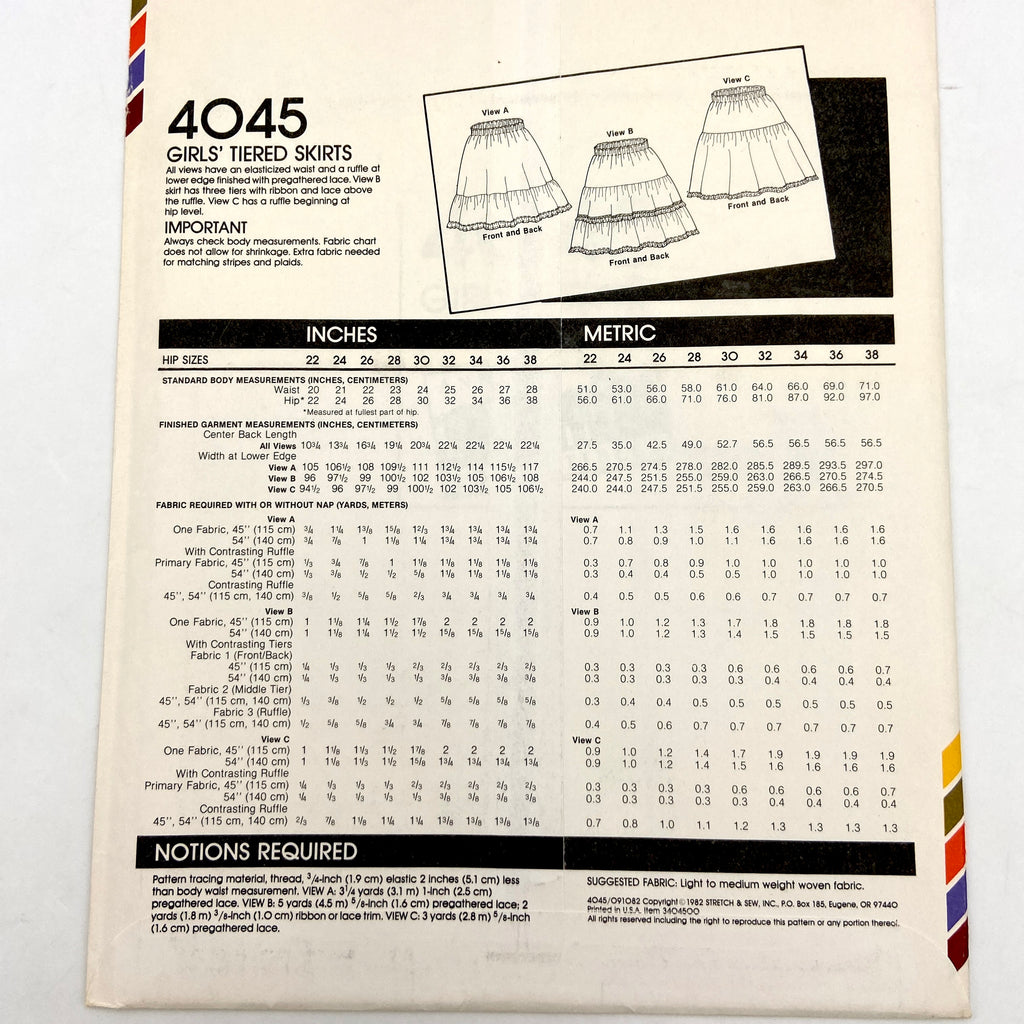 4045
GIRLS' TIERED SKIRTS
All views have an elasticized waist and a ruffle at
lower edge finished with pregathered lace. View B
skirt has three tiers with ribbon and lace above
the ruffle. View C has a ruffle beginning at
hip level.
IMPORTANT
Always check body measurements. Fabric chart
does not allow for shrinkage. Extra fabric needed
for matching stripes and plaids.
View A
Front and Back
View B
Front and Back
View C
Front and Back
INCHES METRIC
HIP SIZES 22 24 26 28 30 32 34 36 38 22 24 26 28 30 32 34 36 38
STANDARD BODY MEASUREMENTS (INCHES, CENTIMETERS)
Waist 20 21 22 23 24 25 26 27 28 51.0 53.0 56.0 58.0 61.0 64.0 66.0 69.0 71.0
Hip* 22 24 26 28 30 32 34 36 38 56.0 61.0 66.0 71.0 76.0 81.0 87.0 92.0 97.0
*Measured at fullest part of hip.
FINISHED GARMENT MEASUREMENTS (INCHES, CENTIMETERS)
Center Back Length
All Views 10¾ 13¾ 16¾ 19¼ 20¾ 22¼ 22¼ 22¼ 22¼ 27.5 35.0 42.5 49.0 52.7 56.5 56.5 56.5 56.5
Width at Lower Edge
View A 105 106½ 108 109½ 111 112½ 114 115½ 117 266.5 270.5 274.5 278.0 282.0 285.5 289.5 293.5 297.0
View B 96 97½ 99 100½ 102 103½ 105 106½ 108 244.0 247.5 251.5 255.0 259.0 263.0 266.5 270.5 274.5
View C 94½ 96 97½ 99 100½ 102 103½ 105 106½ 240.0 244.0 247.5 251.5 255.0 259.0 263.0 266.5 270.5
FABRIC REQUIRED WITH OR WITHOUT NAP (YARDS, METERS)
View A View A
One Fabric, 45'' (115 cm) ¾ 1¼ 1⅜ 1⅝ 1⅔ 1¾ 1¾ 1¾ 1¾ 0.7 1.1 1.3 1.5 1.6 1.6 1.6 1.6 1.6
54'' (140 cm) ¾ ⅞ 1 1⅛ 1¼ 1¾ 1¾ 1¾ 1¾ 0.7 0.8 0.9 1.0 1.1 1.6 1.6 1.6 1.6
With Contrasting Ruffle
Primary Fabric, 45'' (115 cm) ⅓ ¾ ⅞ 1 1⅛ 1⅛ 1⅛ 1⅛ 1⅛ 0.3 0.7 0.8 0.9 1.0 1.0 1.0 1.0 1.0
54'' (140 cm) ⅓ ⅜ ½ ½ ⅝ 1⅛ 1⅛ 1⅛ 1⅛ 0.3 0.4 0.4 0.5 0.5 1.0 1.0 1.0 1.0
Contrasting Ruffle
45'', 54'' (115 cm, 140 cm) ⅜ ½ ⅝ ⅝ ⅔ ¾ ¾ ¾ ¾ 0.4 0.5 0.5 0.6 0.6 0.7 0.7 0.7 0.7
View B View B
One Fabric, 45'' (115 cm) 1 1⅛ 1¼ 1½ 1⅞ 2 2 2 2 0.9 1.0 1.2 1.3 1.7 1.8 1.8 1.8 1.8
54'' (140 cm) 1 1⅛ 1¼ 1½ 1½ 1⅝ 1⅝ 1⅝ 1⅝ 0.9 1.0 1.2 1.3 1.4 1.5 1.5 1.5 1.5
With Contrasting Tiers
Fabric 1 (Front/Back)
45'' (115 cm) ¼ ⅓ ⅓ ⅓ ⅔ ⅔ ⅔ ⅔ ⅔ 0.3 0.3 0.3 0.3 0.6 0.6 0.6 0.6 0.7
54'' (140 cm) ¼ ⅓ ⅓ ⅓ ⅓ ⅜ ⅜ ⅜ ⅜ 0.3 0.3 0.3 0.3 0.3 0.3 0.4 0.4 0.4
Fabric 2 (Middle Tier)
45'', 54'' (115 cm, 140 cm) ⅓ ⅜ ½ ½ ½ ⅝ ⅝ ⅝ ⅝ 0.3 0.4 0.4 0.5 0.5 0.5 0.5 0.5 0.5
Fabric 3 (Ruffle)
45'', 54'' (115 cm, 140 cm) ½ ⅝ ⅝ ¾ ¾ ⅞ ⅞ ⅞ ⅞ 0.4 0.5 0.6 0.7 0.7 0.7 0.7 0.7 0.7
View C View C
One Fabric, 45'' (115 cm) 1 1⅛ 1⅓ 1½ 1⅞ 2 2 2 2 0.9 1.0 1.2 1.4 1.7 1.9 1.9 1.9 1.9
54'' (140 cm) 1 1⅛ 1⅓ 1½ 1⅝ 1¾ 1¾ 1¾ 1¾ 0.9 1.0 1.2 1.4 1.5 1.6 1.6 1.6 1.6
With Contrasting Ruffle
Primary Fabric, 45'' (115 cm) ¼ ⅓ ⅓ ⅓ ⅔ ⅔ ⅔ ⅔ ⅔ 0.3 0.3 0.3 0.3 0.6 0.6 0.6 0.6 0.7
54'' (140 cm) ¼ ⅓ ⅓ ⅓ ⅓ ⅜ ⅜ ⅜ ⅜ 0.3 0.3 0.3 0.3 0.3 0.3 0.4 0.4 0.4
Contrasting Ruffle
45'', 54'' (115 cm, 140 cm) ⅔ ⅞ 1⅛ 1¼ 1¼ 1⅜ 1⅜ 1⅜ 1⅜ 0.7 0.8 1.0 1.1 1.2 1.3 1.3 1.3 1.3
NOTIONS REQUIRED
Pattern tracing material, thread, ¾-inch (1.9 cm) elastic 2 inches (5.1 cm) less
than body waist measurement. VIEW A: 3¼ yards (3.1 m) 1-inch (2.5 cm)
pregathered lace. VIEW B: 5 yards (4.5 m) ⅝-inch (1.6 cm) pregathered lace; 2
yards (1.8 m) ⅜-inch (1.0 cm) ribbon or lace trim. VIEW C: 3 yards (2.8 m) ⅝-inch
(1.6 cm) pregathered lace.
SUGGESTED FABRIC: Light to medium weight woven fabric.
4045/091082 Copyright © 1982 STRETCH & SEW, INC., P.O. Box 185, Eugene, OR 97440
Printed in U.S.A. Item 3404500
All rights reserved including the right to reproduce this pattern or any portion thereof.